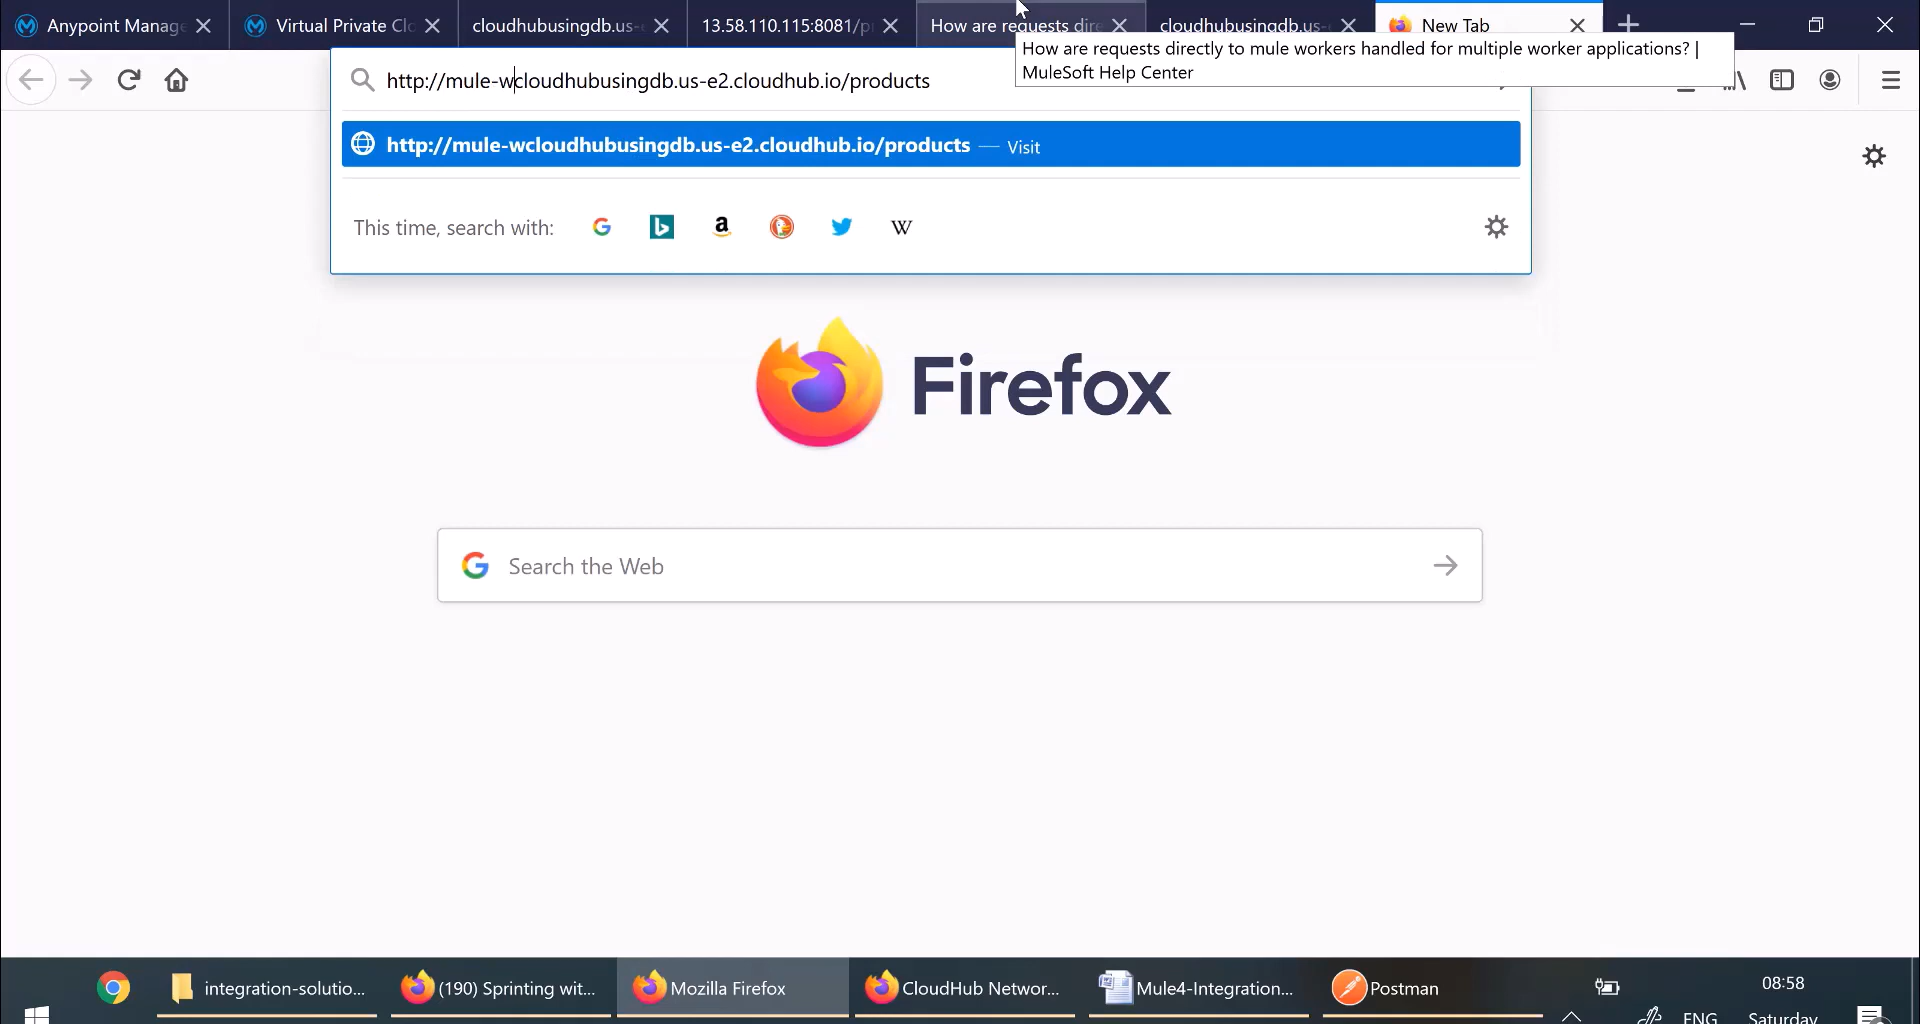 Anypoint Manage
Virtual Private Clo
cloudhubusingdb.us-
13.58.110.115:8081/p
How are requests dire
cloudhubusingdb.us-
New Tab
How are requests directly to mule workers handled for multiple worker applications? |
MuleSoft Help Center
http://mule-wcloudhubusingdb.us-e2.cloudhub.io/products
http://mule-wcloudhubusingdb.us-e2.cloudhub.io/products — Visit
This time, search with:
Firefox
Search the Web
integration-solutio...
(190) Sprinting wit...
Mozilla Firefox
CloudHub Networ...
Mule4-Integration...
Postman
08:58
ENG
Saturday